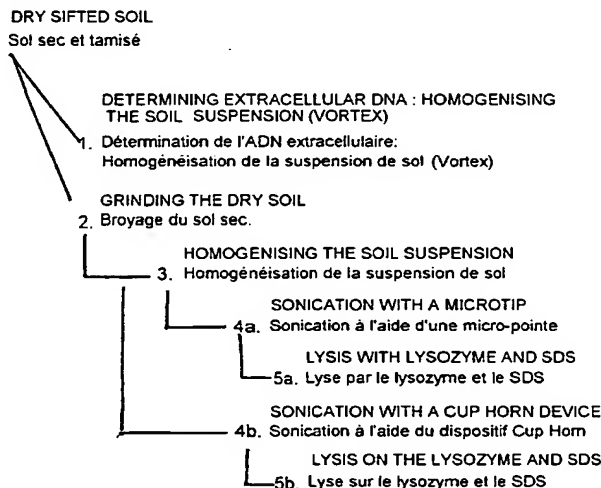 DRY SIFTED SOIL
Sol sec et tamisé
DETERMINING EXTRACELLULAR DNA : HOMOGENISING
THE SOIL SUSPENSION (VORTEX)
1. Détermination de l'ADN extracellulaire:
Homogénéisation de la suspension de sol (Vortex)
GRINDING THE DRY SOIL
2. Broyage du sol sec.
HOMOGENISING THE SOIL SUSPENSION
3. Homogénéisation de la suspension de sol
SONICATION WITH A MICROTIP
4a. Sonication à l'aide d'une micro-pointe
LYSIS WITH LYSOZYME AND SDS
5a. Lyse par le lysozyme et le SDS
SONICATION WITH A CUP HORN DEVICE
4b. Sonication à l'aide du dispositif Cup Horn
LYSIS ON THE LYSOZYME AND SDS
5b. Lyse sur le lysozyme et le SDS